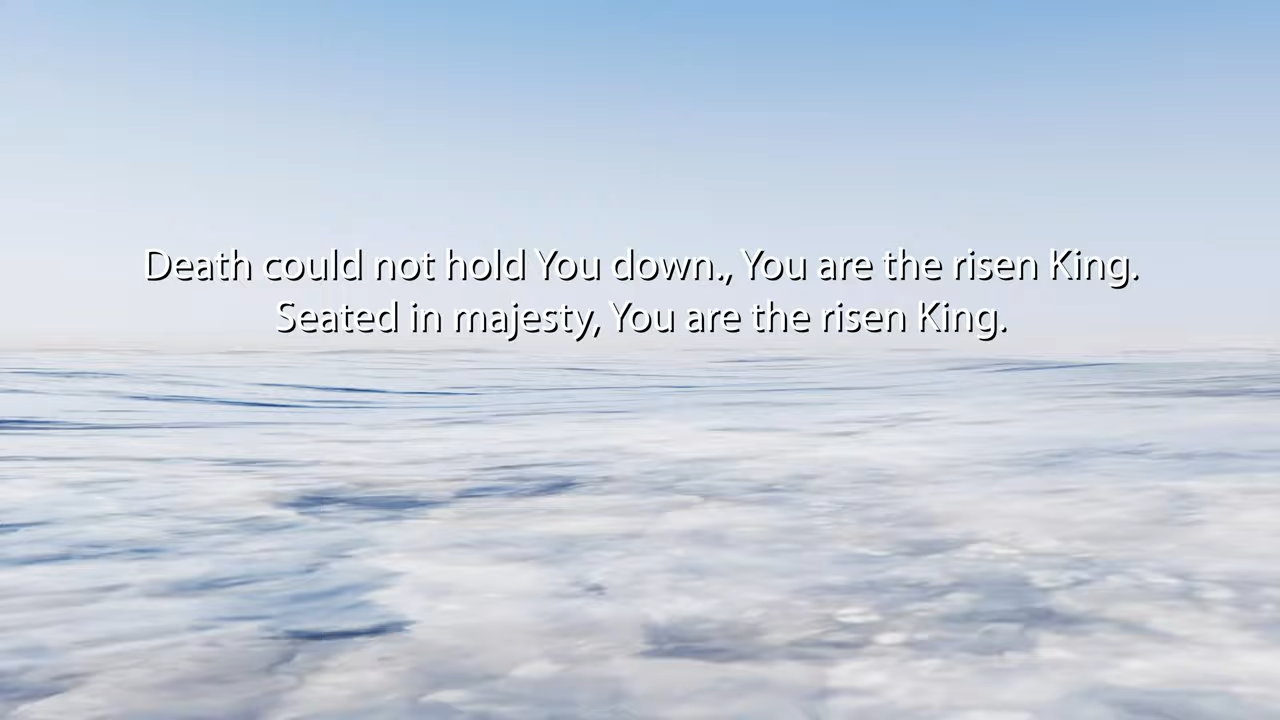 Death could not hold You down., You are the risen King.
Seated in majesty, You are the risen King.